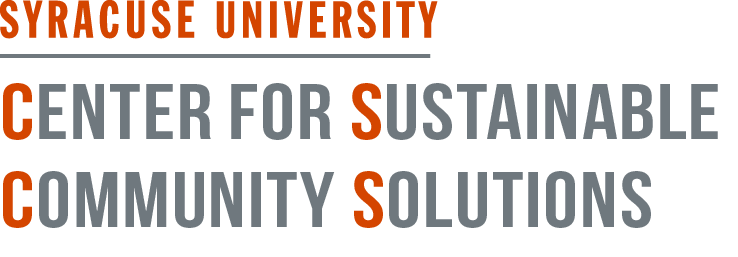 SYRACUSE UNIVERSITY
CENTER FOR SUSTAINABLE
COMMUNITY SOLUTIONS